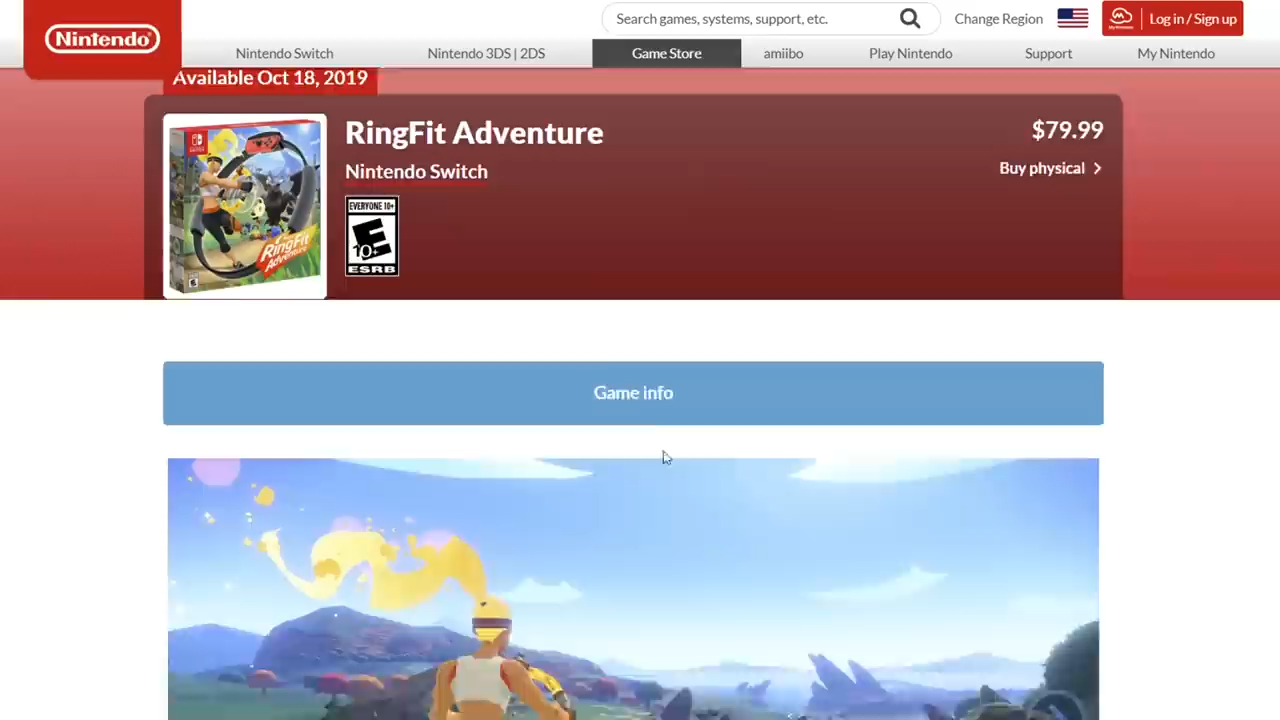 Nintendo
Search games, systems, support, etc.
Change Region
Log in / Sign up
Nintendo Switch
Nintendo 3DS | 2DS
Game Store
amiibo
Play Nintendo
Support
My Nintendo
Available Oct 18, 2019
RingFit Adventure
$79.99
Nintendo Switch
Buy physical
EVERYONE 10+
E
10+
ESRB
RingFit
Adventure
Game info